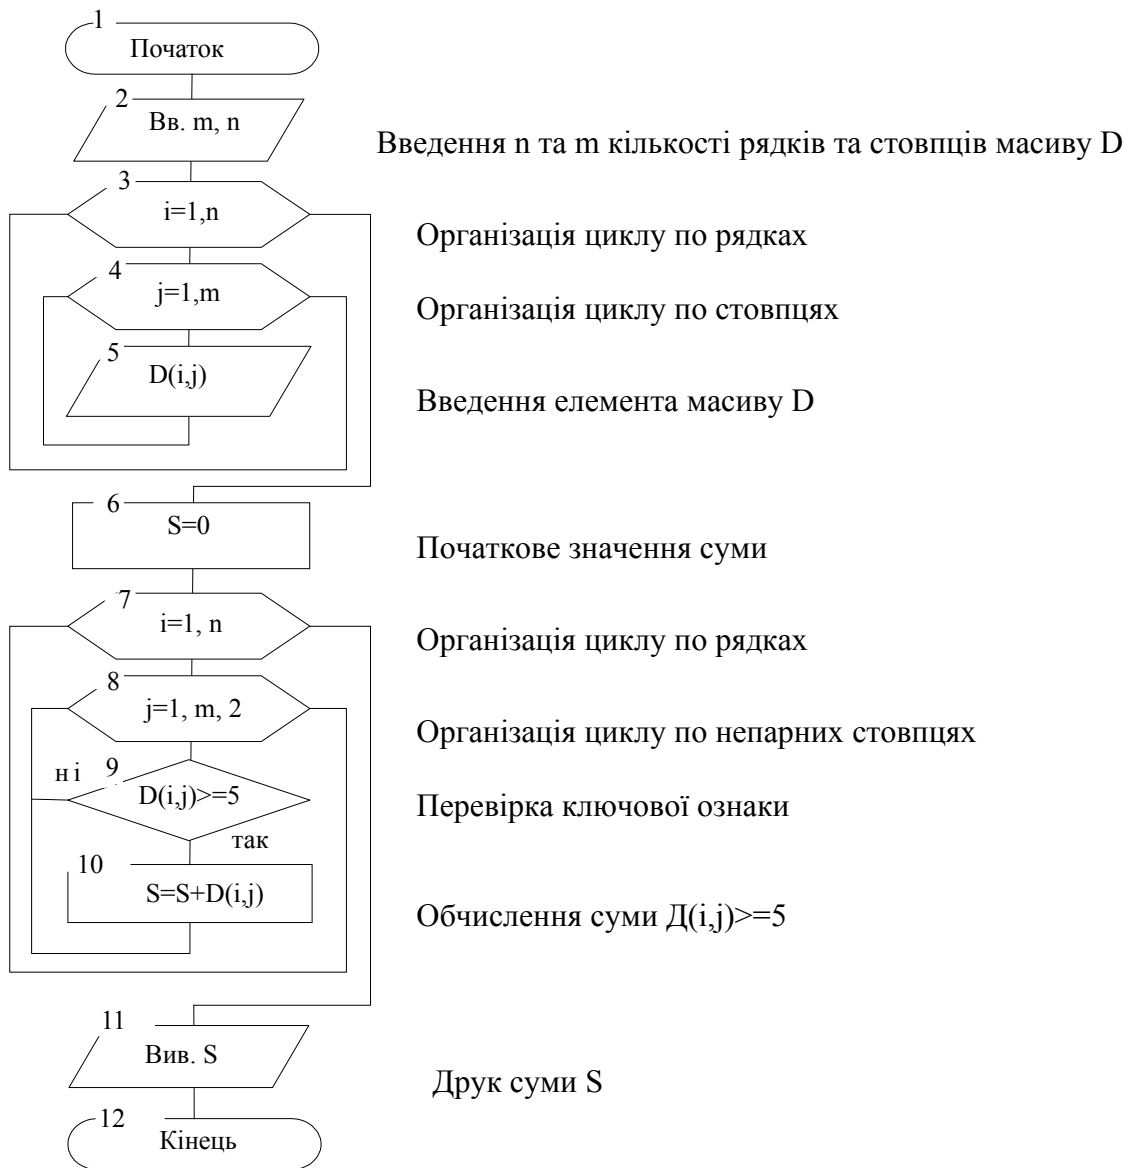 1
Початок
2
Вв. m, n
Введення n та m кількості рядків та стовпців масиву D
3
i=1,n
Організація циклу по рядках
4
j=1,m
Організація циклу по стовпцях
5
D(i,j)
Введення елемента масиву D
6
S=0
Початкове значення суми
7
i=1, n
Організація циклу по рядках
8
j=1, m, 2
Організація циклу по непарних стовпцях
ні 9
D(i,j)>=5
Перевірка ключової ознаки
так
10
S=S+D(i,j)
Обчислення суми Д(i,j)>=5
11
Вив. S
Друк суми S
12
Кінець